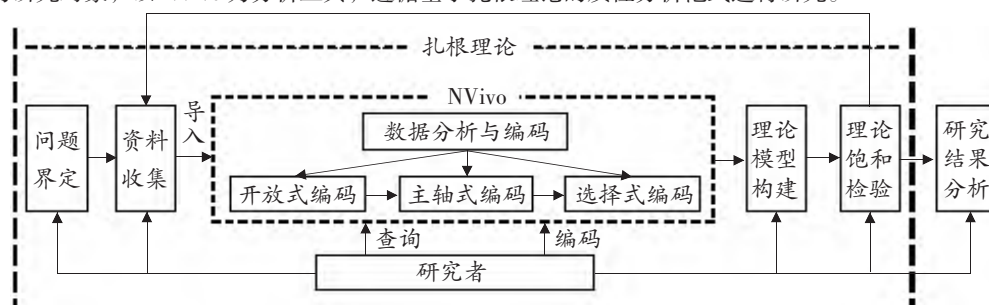 扎根理论
NVivo
导入
问题界定
资料收集
数据分析与编码
开放式编码
主轴式编码
选择式编码
理论模型构建
理论饱和检验
研究结果分析
查询
编码
研究者